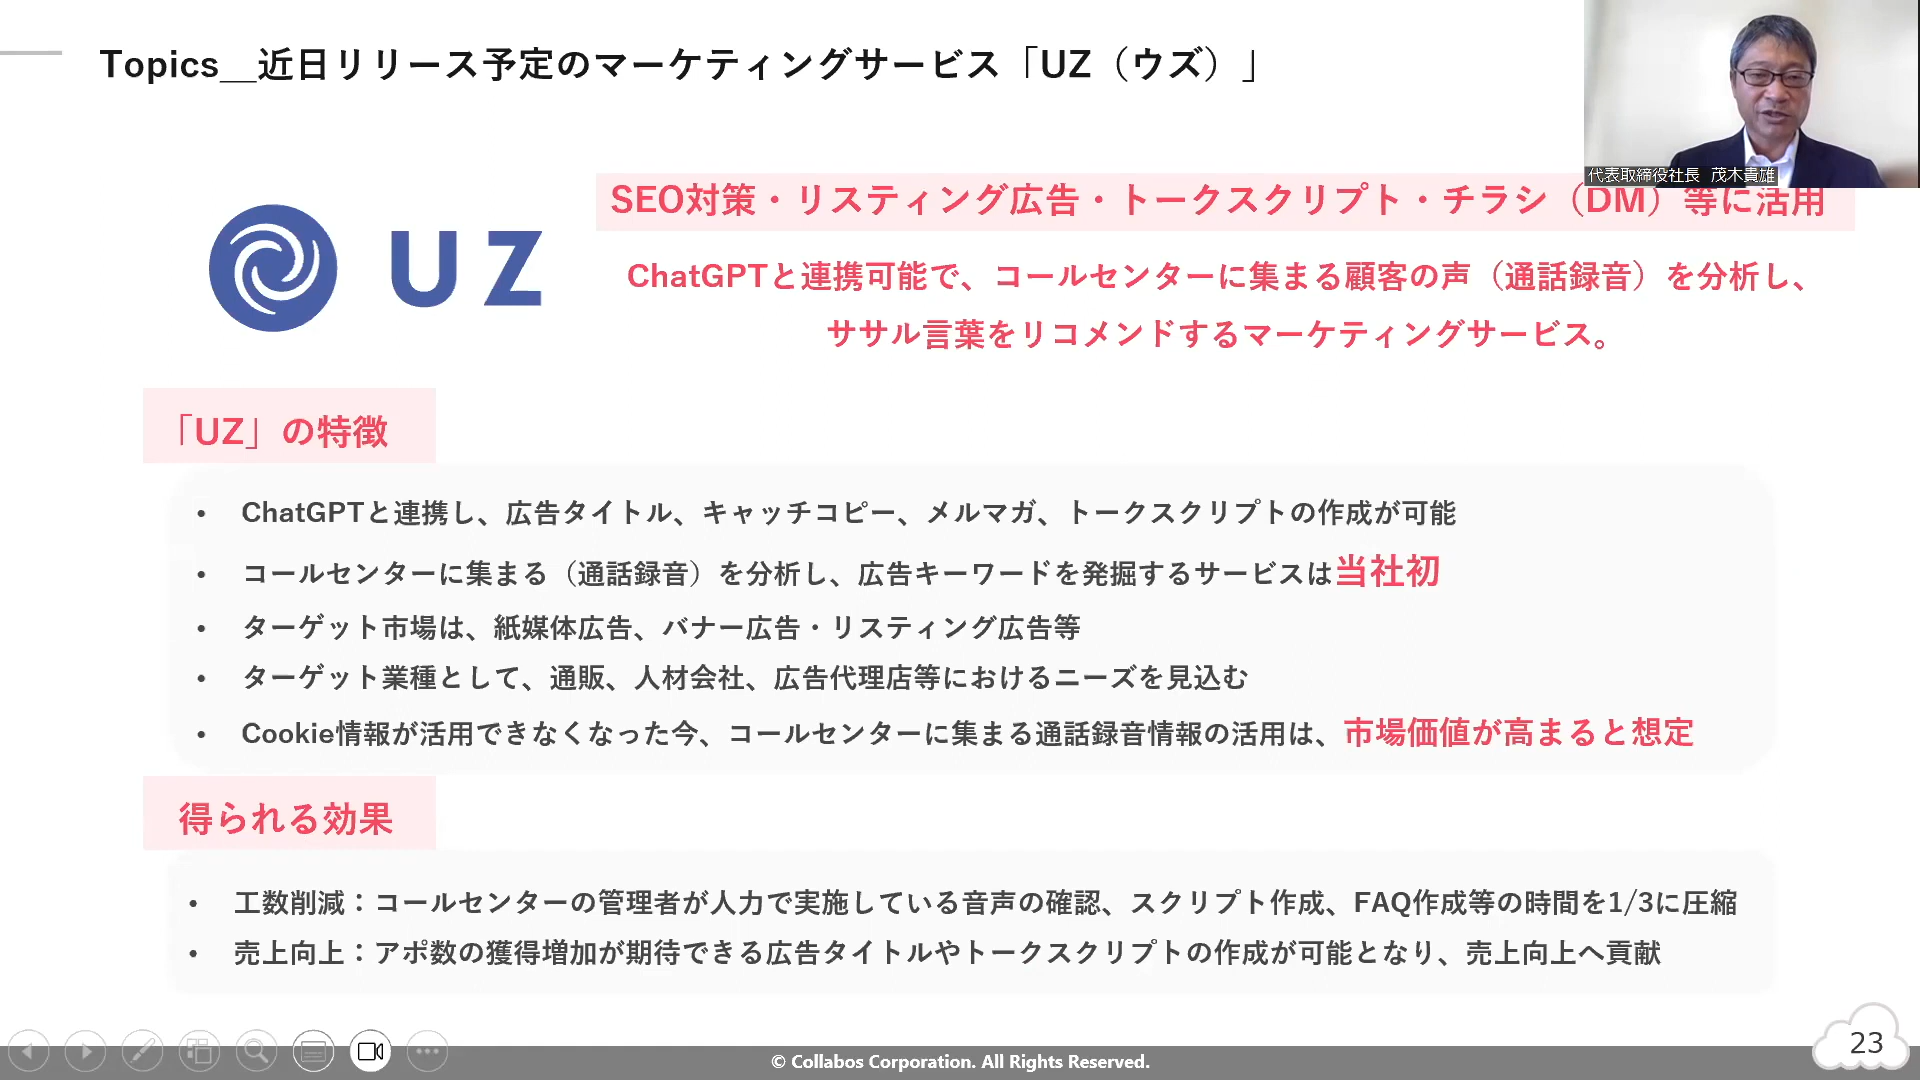 Topics__近日リリース予定のマーケティングサービス「UZ（ウズ）」
代表取締役社長 茂木貴雄
UZ
SEO対策・リスティング広告・トークスクリプト・チラシ（DM）等に活用
ChatGPTと連携可能で、コールセンターに集まる顧客の声（通話録音）を分析し、
ササル言葉をリコメンドするマーケティングサービス。
「UZ」の特徴
• ChatGPTと連携し、広告タイトル、キャッチコピー、メルマガ、トークスクリプトの作成が可能
• コールセンターに集まる（通話録音）を分析し、広告キーワードを発掘するサービスは当社初
• ターゲット市場は、紙媒体広告、バナー広告・リスティング広告等
• ターゲット業種として、通販、人材会社、広告代理店等におけるニーズを見込む
• Cookie情報が活用できなくなった今、コールセンターに集まる通話録音情報の活用は、市場価値が高まると想定
得られる効果
• 工数削減：コールセンターの管理者が人力で実施している音声の確認、スクリプト作成、FAQ作成等の時間を1/3に圧縮
• 売上向上：アポ数の獲得増加が期待できる広告タイトルやトークスクリプトの作成が可能となり、売上向上へ貢献
© Collabos Corporation. All Rights Reserved.
23